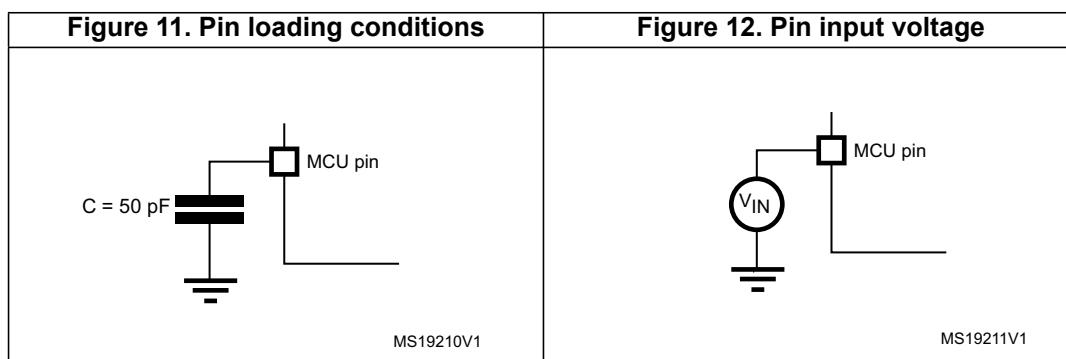 Figure 11. Pin loading conditions
Figure 12. Pin input voltage
MCU pin
C = 50 pF
MS19210V1
MCU pin
VIN
MS19211V1